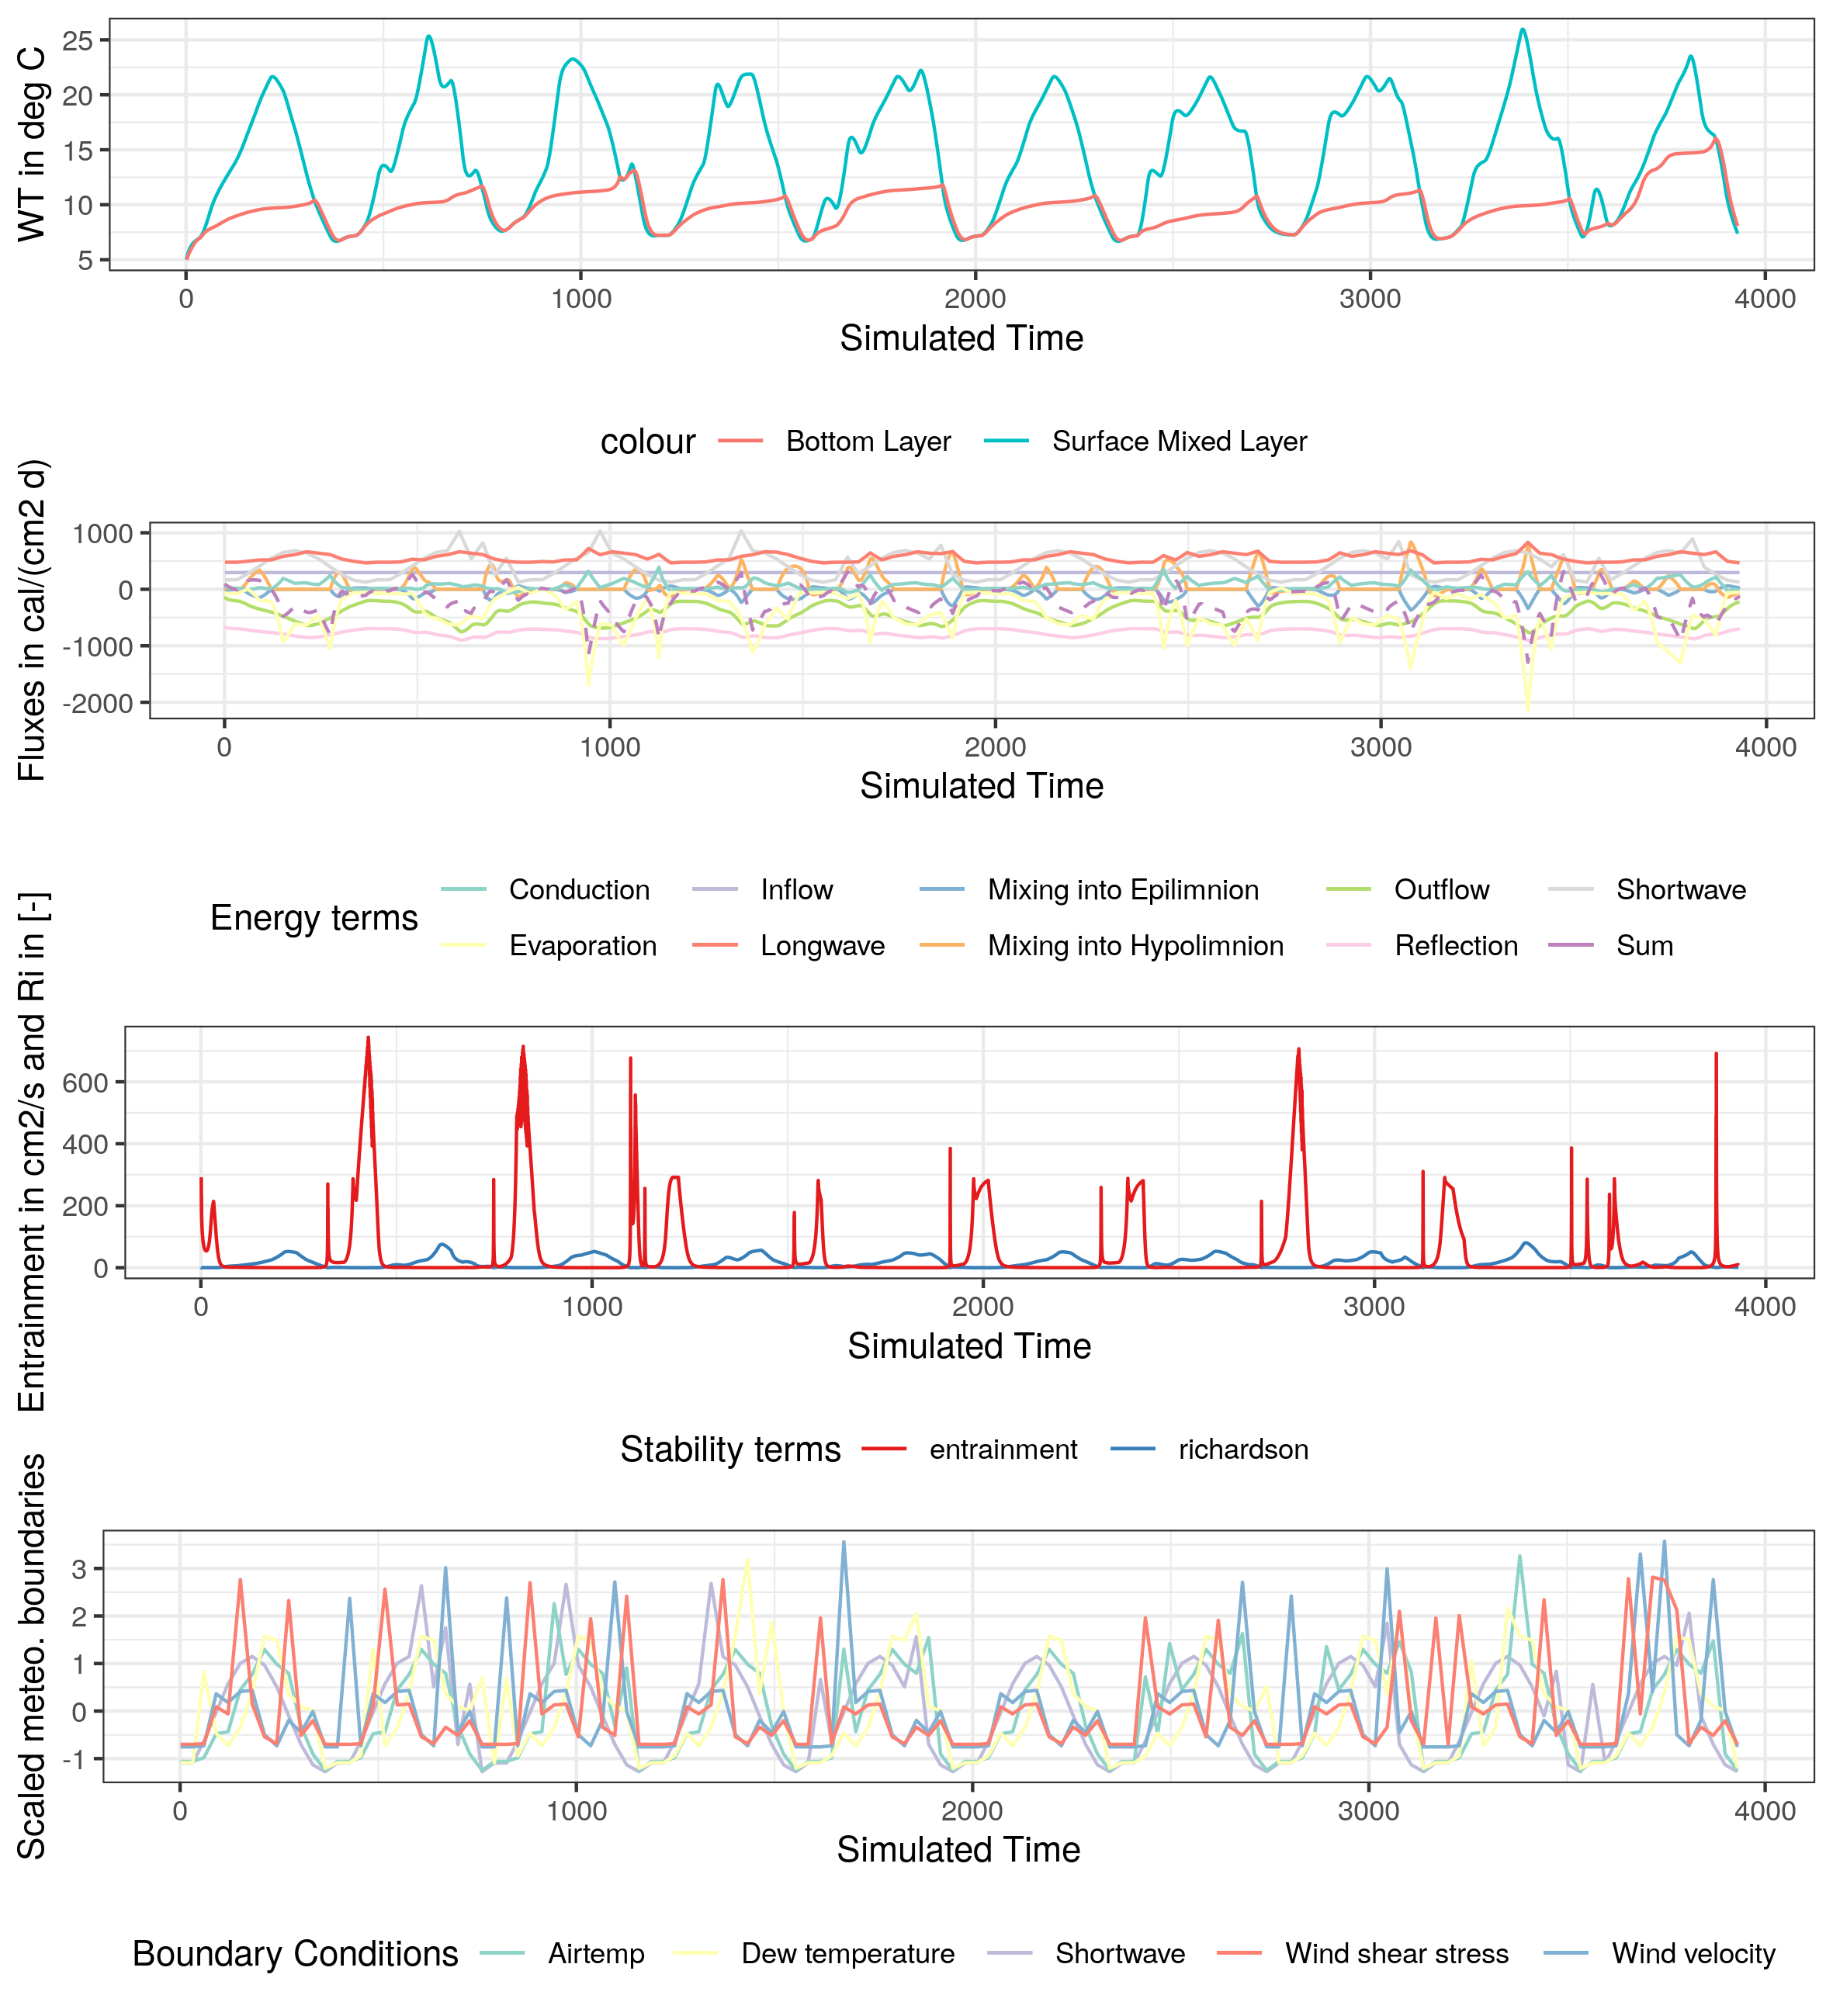 WT in deg C
25
20
15
10
5
0 1000 2000 3000 4000
Simulated Time
colour Bottom Layer Surface Mixed Layer
Fluxes in cal/(cm2 d)
1000
0
-1000
-2000
0 1000 2000 3000 4000
Simulated Time
Energy terms
Conduction Inflow Mixing into Epilimnion Outflow Shortwave
Evaporation Longwave Mixing into Hypolimnion Reflection Sum
Entrainment in cm2/s and Ri in [-]
600
400
200
0
0 1000 2000 3000 4000
Simulated Time
Stability terms entrainment richardson
Scaled meteo. boundaries
3
2
1
0
-1
0 1000 2000 3000 4000
Simulated Time
Boundary Conditions Airtemp Dew temperature Shortwave Wind shear stress Wind velocity